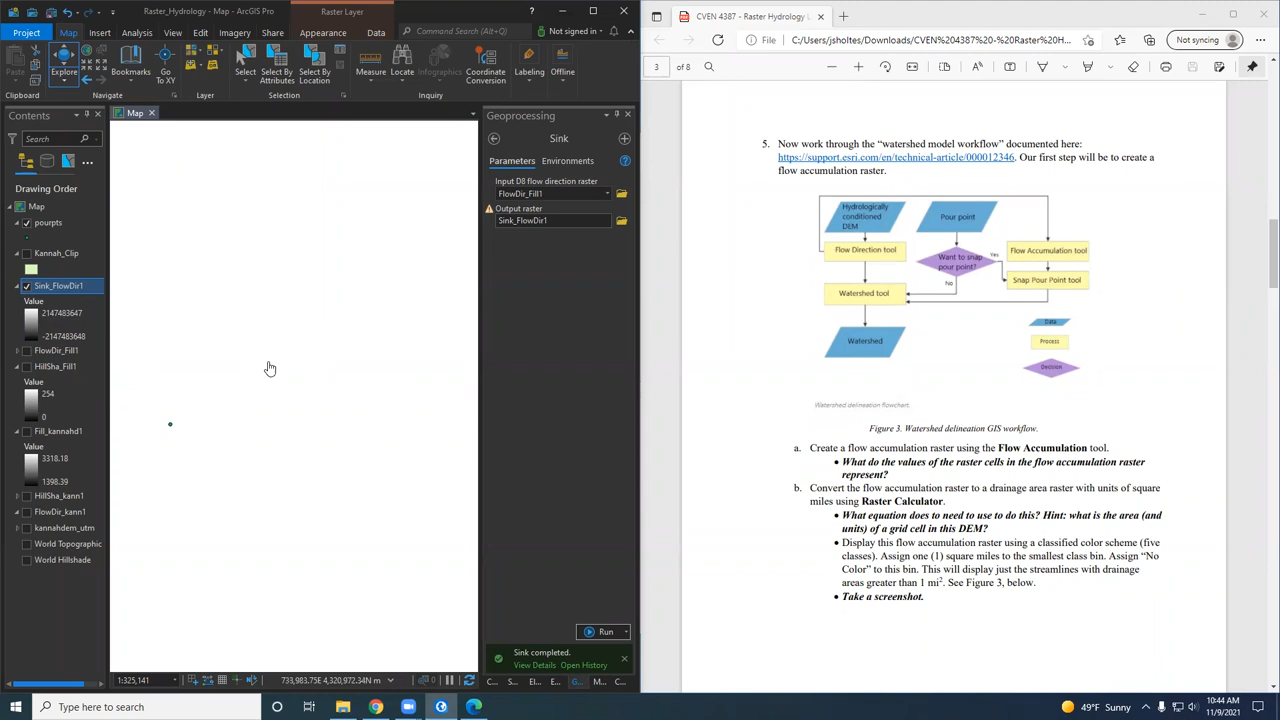 Raster_Hydrology - Map - ArcGIS Pro
Raster Layer
?
Project
Map
Insert
Analysis
View
Edit
Imagery
Share
Appearance
Data
Command Search (Alt+Q)
Not signed in
Paste
Explore
Bookmarks
Go To XY
Select
Select By Attributes
Select By Location
Measure
Locate
Infographics
Coordinate Conversion
Labeling
Offline
Clipboard
Navigate
Layer
Selection
Inquiry
Contents
Search
Drawing Order
Map
pourpts
Kannah_Clip
Sink_FlowDir1
Value
2147483647
-2147483648
FlowDir_Fill1
HillSha_Fill1
Value
254
0
Fill_kannahd1
Value
3318.18
1398.39
HillSha_kann1
FlowDir_kann1
kannahdem_utm
World Topographic
World Hillshade
Map
1:325,141
733,983.75E 4,320,972.34N m
Geoprocessing
Sink
Parameters
Environments
?
Input D8 flow direction raster
FlowDir_Fill1
Output raster
Sink_FlowDir1
Run
Sink completed.
View Details Open History
C...
S...
El...
E...
G...
M...
C...
CVEN 4387 - Raster Hydrology L
File
C:/Users/jsholtes/Downloads/CVEN%204387%20-%20Raster%20H...
Not syncing
3
of 8
5. Now work through the “watershed model workflow” documented here:
https://support.esri.com/en/technical-article/000012346. Our first step will be to create a
flow accumulation raster.
Hydrologically conditioned DEM
Pour point
Flow Direction tool
Want to snap pour point?
Yes
Flow Accumulation tool
Snap Pour Point tool
No
Watershed tool
Watershed
Data
Process
Decision
Watershed delineation flowchart.
Figure 3. Watershed delineation GIS workflow.
a. Create a flow accumulation raster using the Flow Accumulation tool.
• What do the values of the raster cells in the flow accumulation raster
represent?
b. Convert the flow accumulation raster to a drainage area raster with units of square
miles using Raster Calculator.
• What equation does to need to use to do this? Hint: what is the area (and
units) of a grid cell in this DEM?
• Display this flow accumulation raster using a classified color scheme (five
classes). Assign one (1) square miles to the smallest class bin. Assign “No
Color” to this bin. This will display just the streamlines with drainage
areas greater than 1 mi2. See Figure 3, below.
• Take a screenshot.
Type here to search
49°F Sunny
10:44 AM
11/9/2021